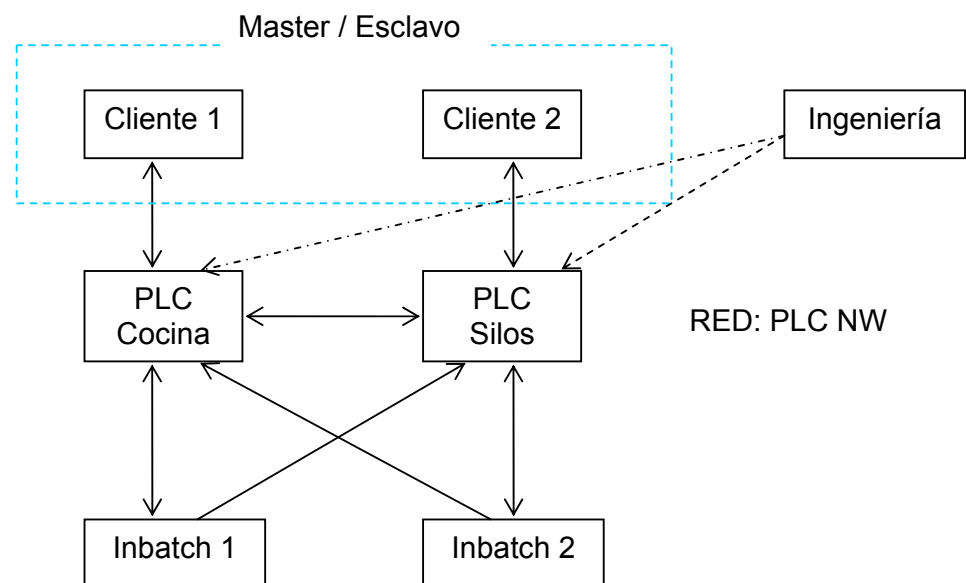 Master / Esclavo
Cliente 1
Cliente 2
Ingeniería
PLC
Cocina
PLC
Silos
RED: PLC NW
Inbatch 1
Inbatch 2